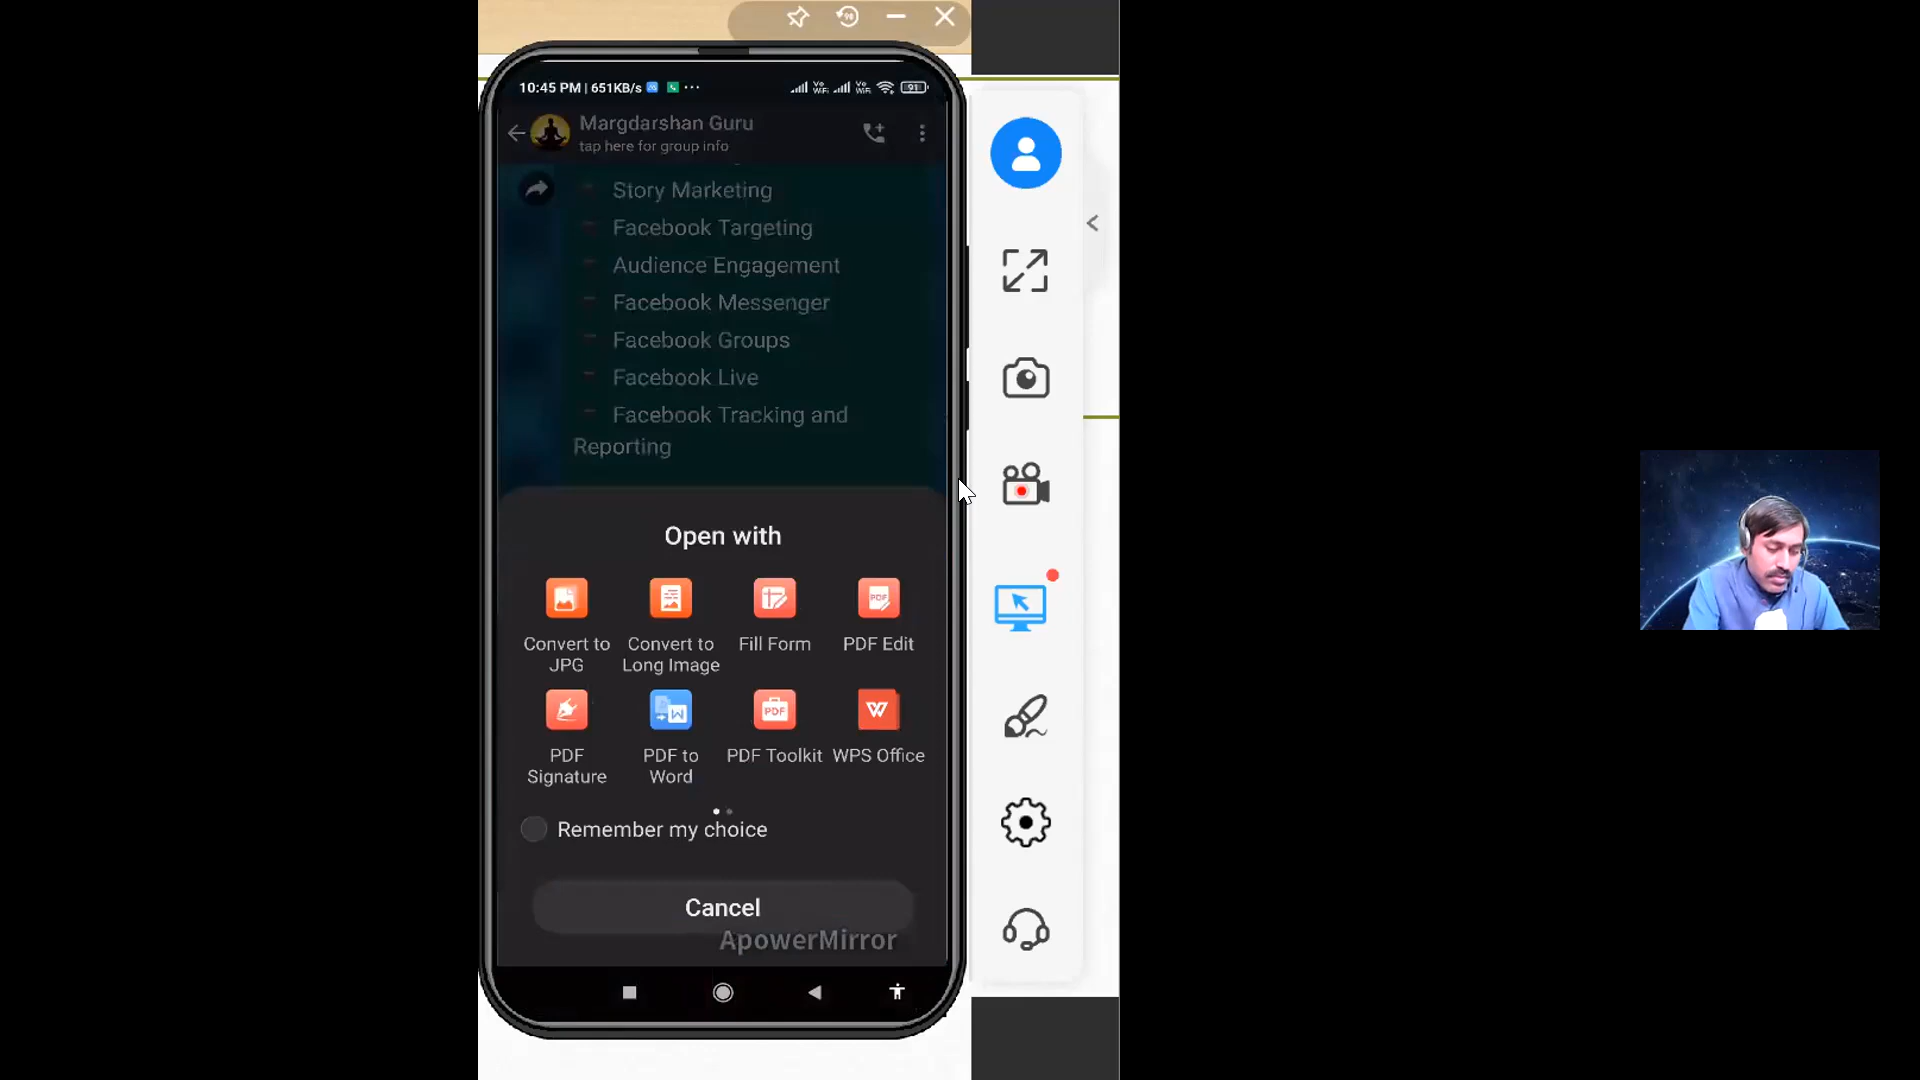 10:45 PM | 651KB/s ··· 91
Margdarshan Guru
tap here for group info
Story Marketing
Facebook Targeting
Audience Engagement
Facebook Messenger
Facebook Groups
Facebook Live
Facebook Tracking and
Reporting
Open with
Convert to JPG
Convert to Long Image
Fill Form
PDF Edit
PDF Signature
PDF to Word
PDF Toolkit
WPS Office
Remember my choice
Cancel
ApowerMirror